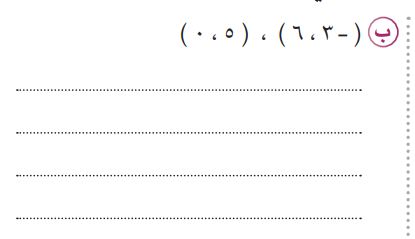 ب (-٣ ، ٦) ، (٥ ، ٠)